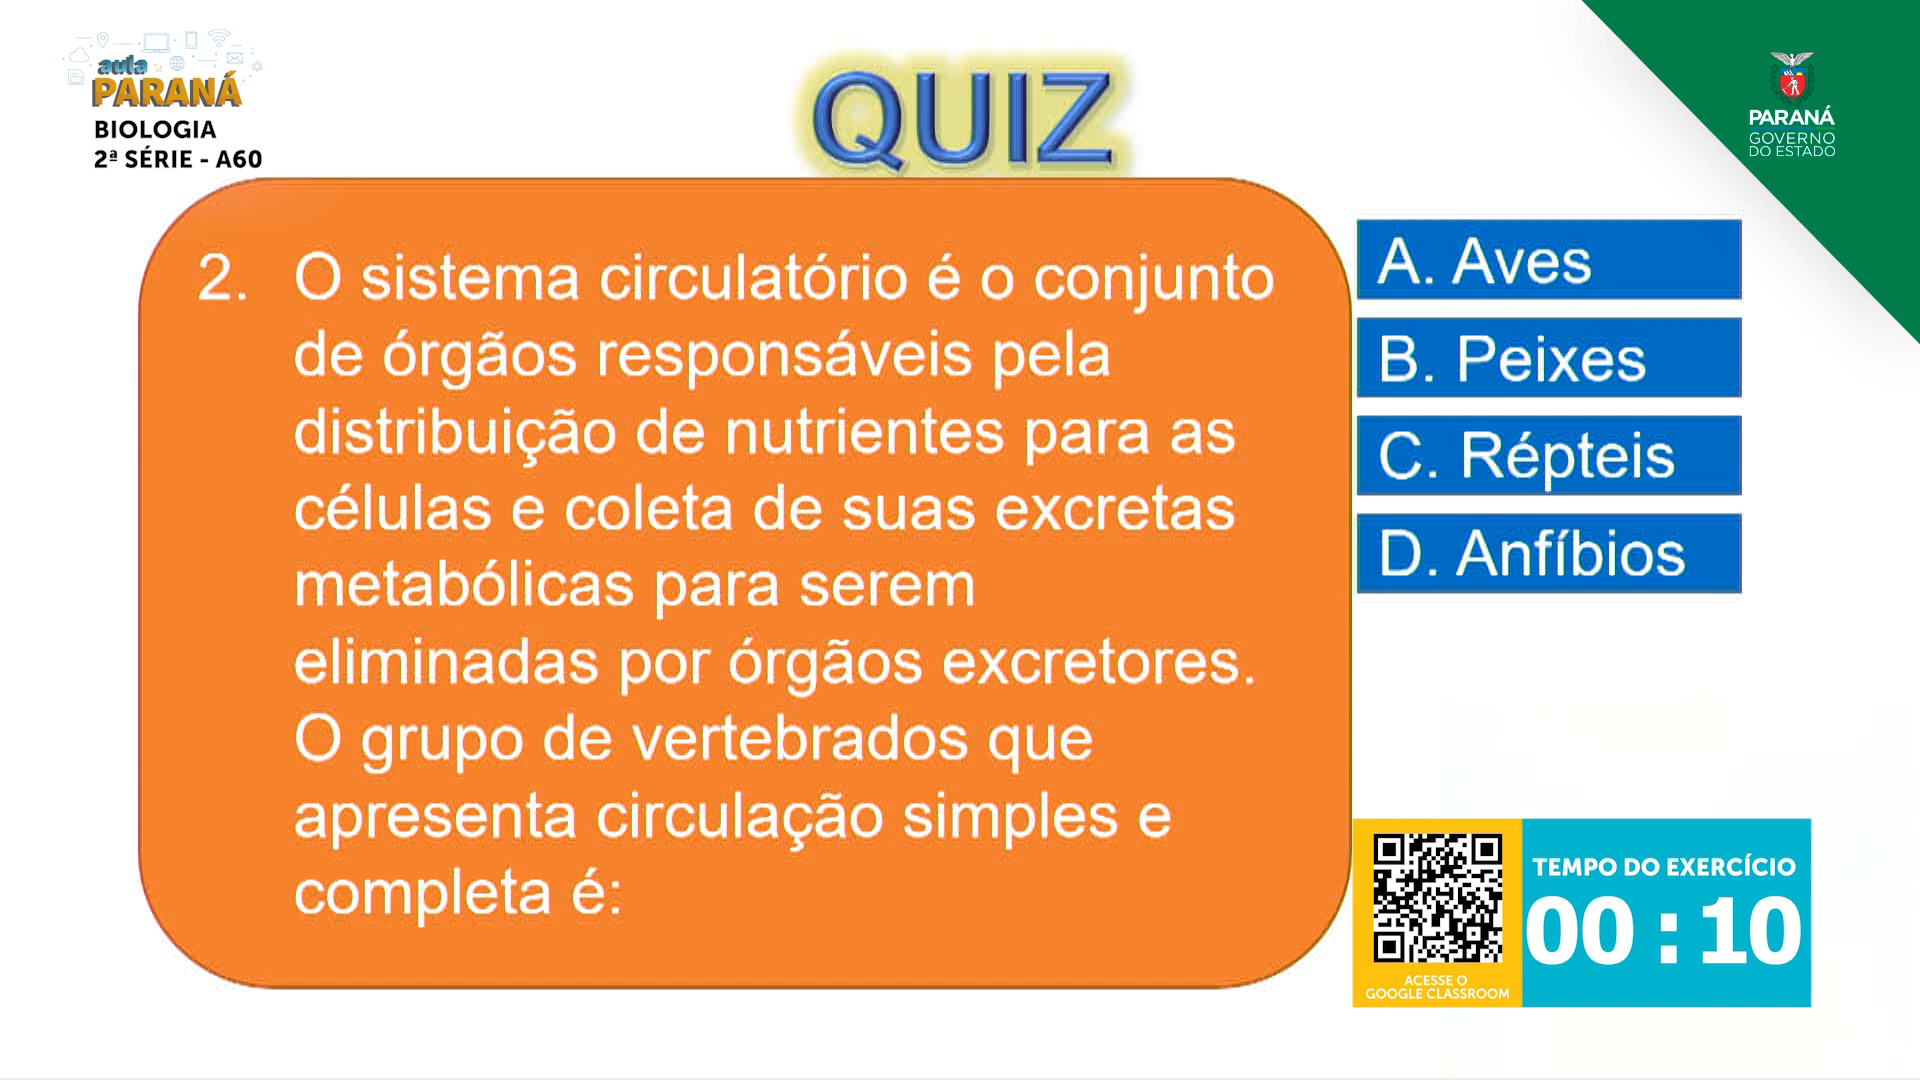 aula
PARANÁ
BIOLOGIA
2ª SÉRIE - A60
QUIZ
PARANÁ
GOVERNO
DO ESTADO
2. O sistema circulatório é o conjunto
de órgãos responsáveis pela
distribuição de nutrientes para as
células e coleta de suas excretas
metabólicas para serem
eliminadas por órgãos excretores.
O grupo de vertebrados que
apresenta circulação simples e
completa é:
A. Aves
B. Peixes
C. Répteis
D. Anfíbios
ACESSE O
GOOGLE CLASSROOM
TEMPO DO EXERCÍCIO
00 : 10